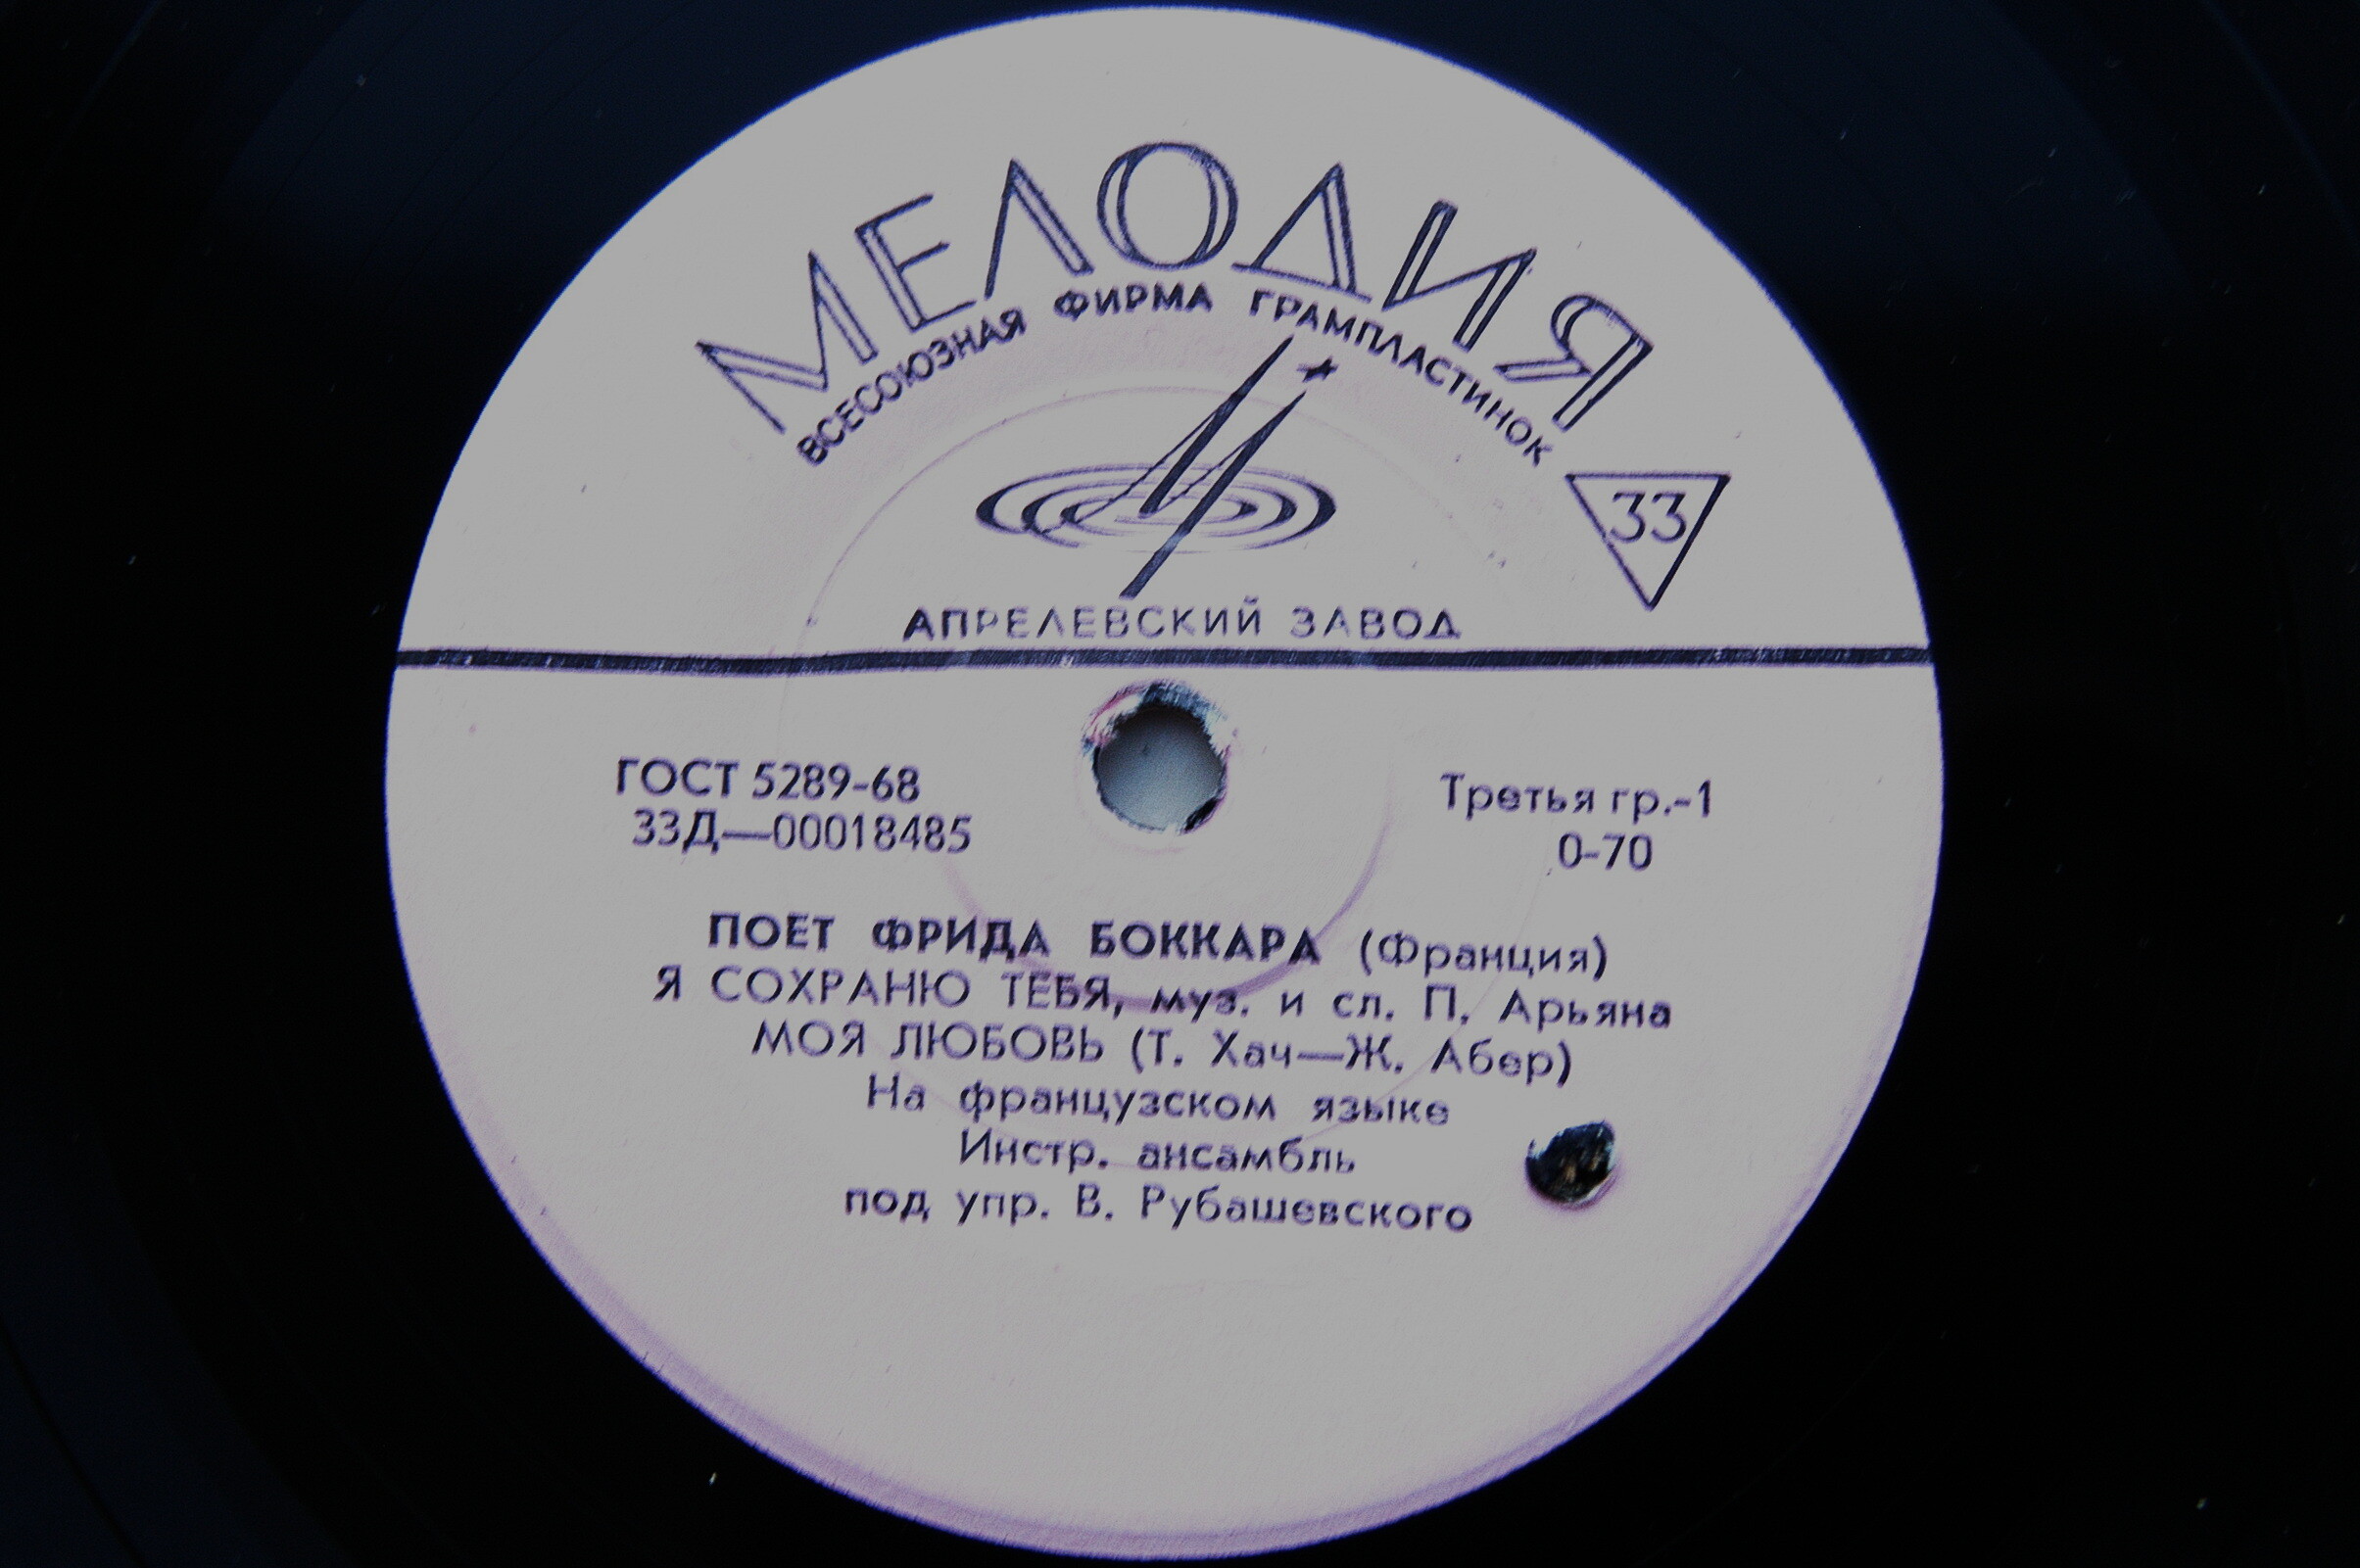 МЕЛОДИЯ
ВСЕСОЮЗНАЯ ФИРМА ГРАМПЛАСТИНОК
33
АПРЕЛЕВСКИЙ ЗАВОД
ГОСТ 5289-68
33Д—00018485
Третья гр.-1
0-70
ПОЕТ ФРИДА БОККАРА (Франция)
Я СОХРАНЮ ТЕБЯ, муз. и сл. П. Арьяна
МОЯ ЛЮБОВЬ (Т. Хач—Ж. Абер)
На французском языке
Инстр. ансамбль
под упр. В. Рубашевского